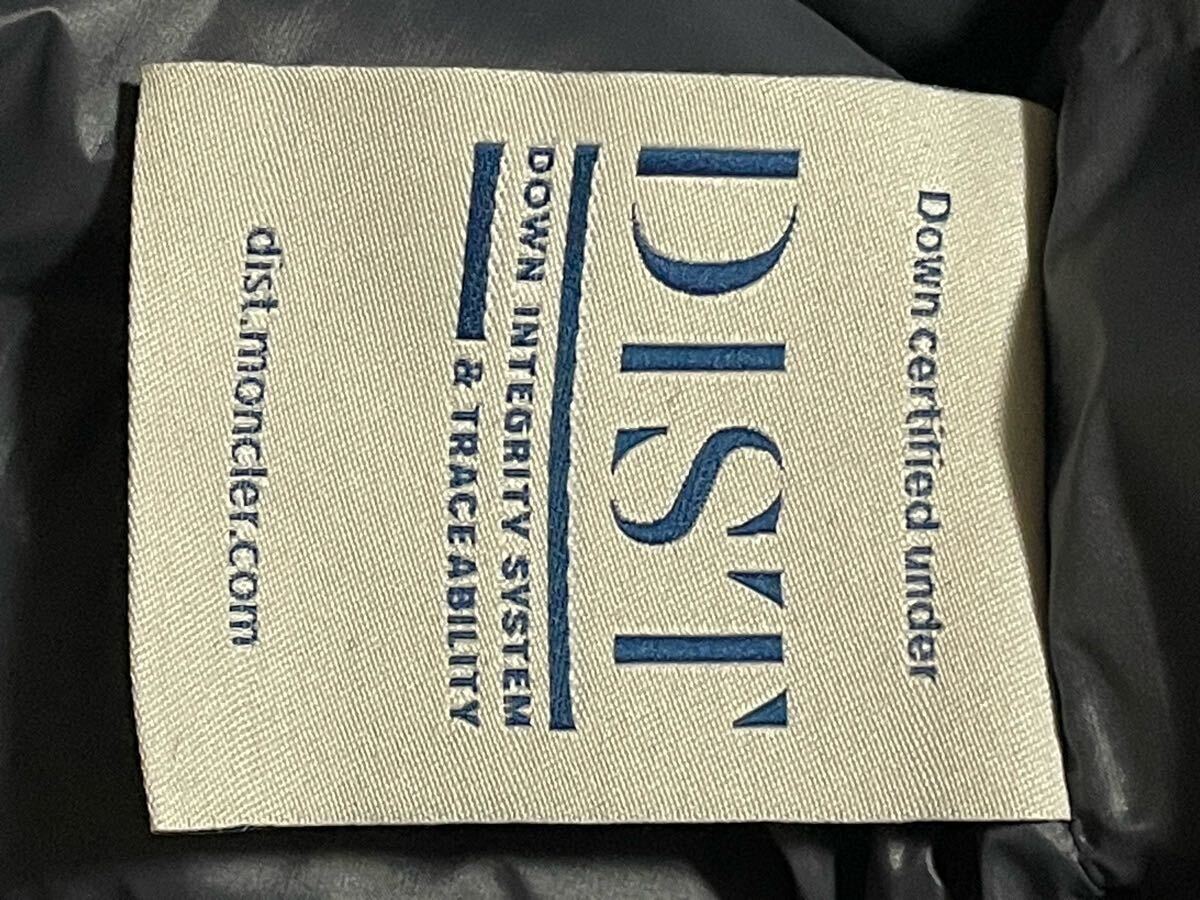 Down certified under
DIST
DOWN INTEGRITY SYSTEM
& TRACEABILITY
dist.moncler.com